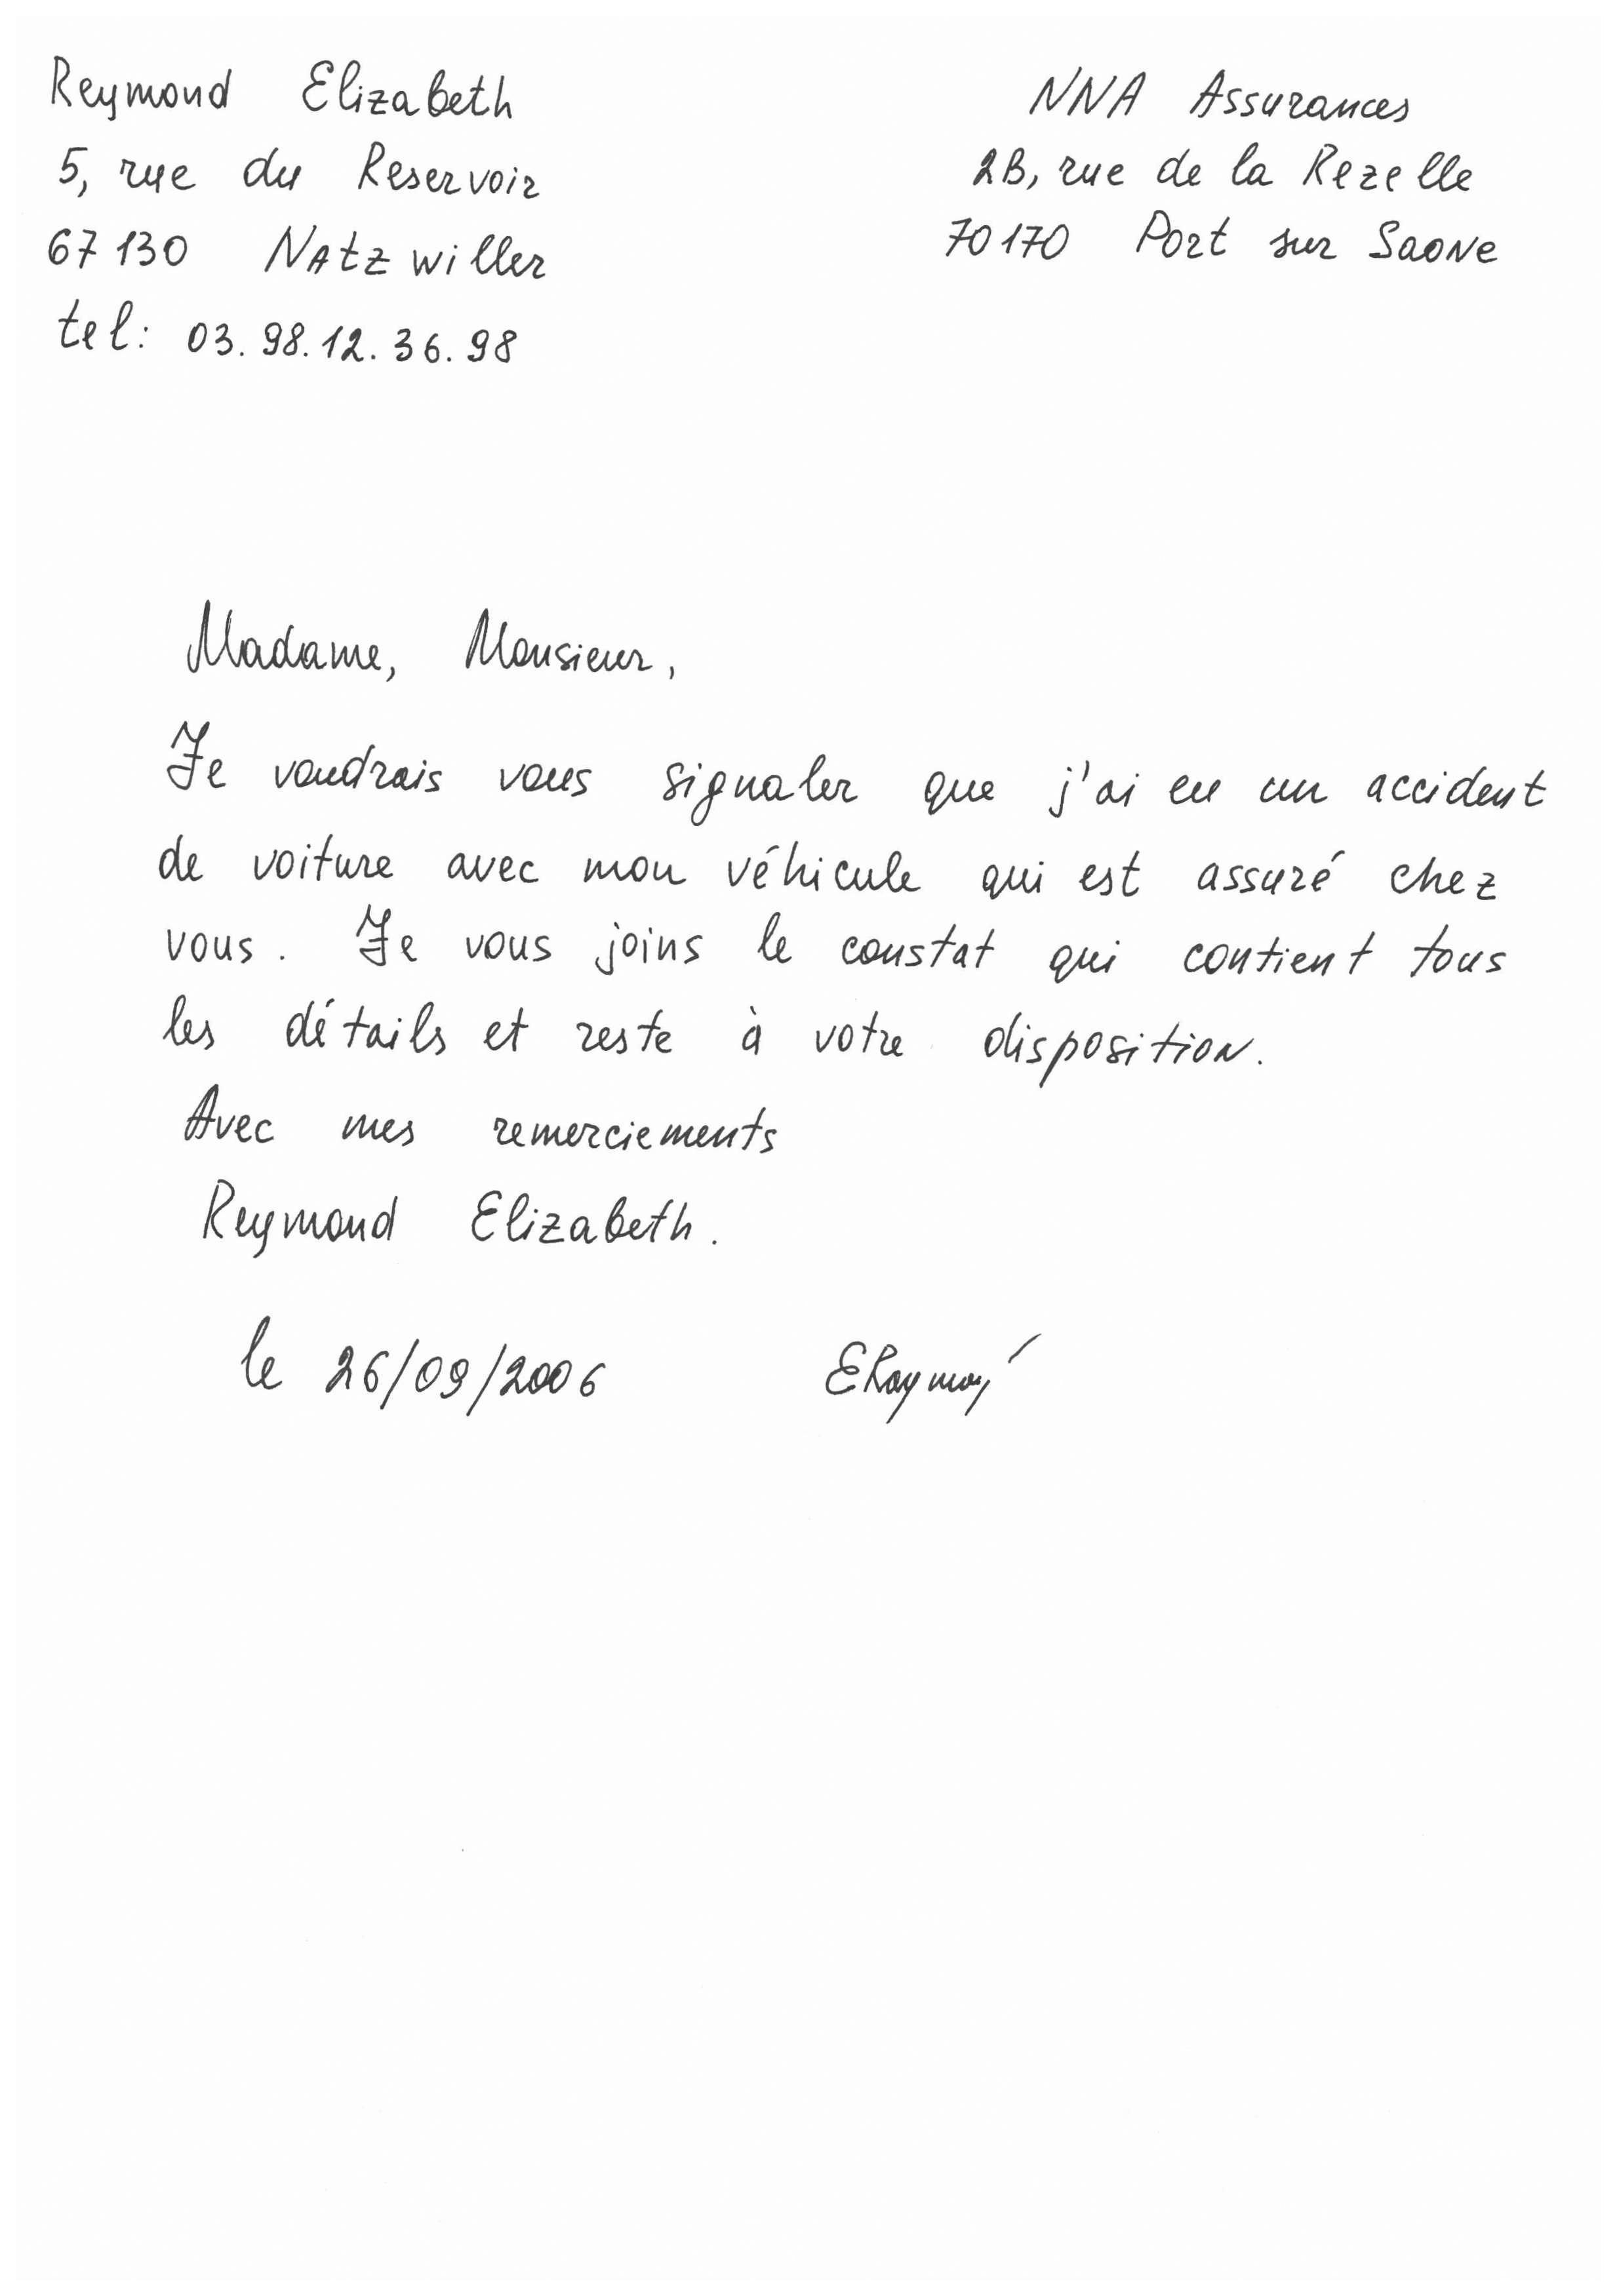 Reymond Elizabeth
5, rue du Reservoir
67130 Natzwiller
tel: 03.98.12.36.98
NNA Assurances
2B, rue de la Rezelle
70170 Port sur Saone
Madame, Monsieur,
Je voudrais vous signaler que j'ai eu un accident
de voiture avec mon véhicule qui est assuré chez
vous. Je vous joins le constat qui contient tous
les détails et reste à votre disposition.
Avec mes remerciements
Reymond Elizabeth.
le 26/09/2006